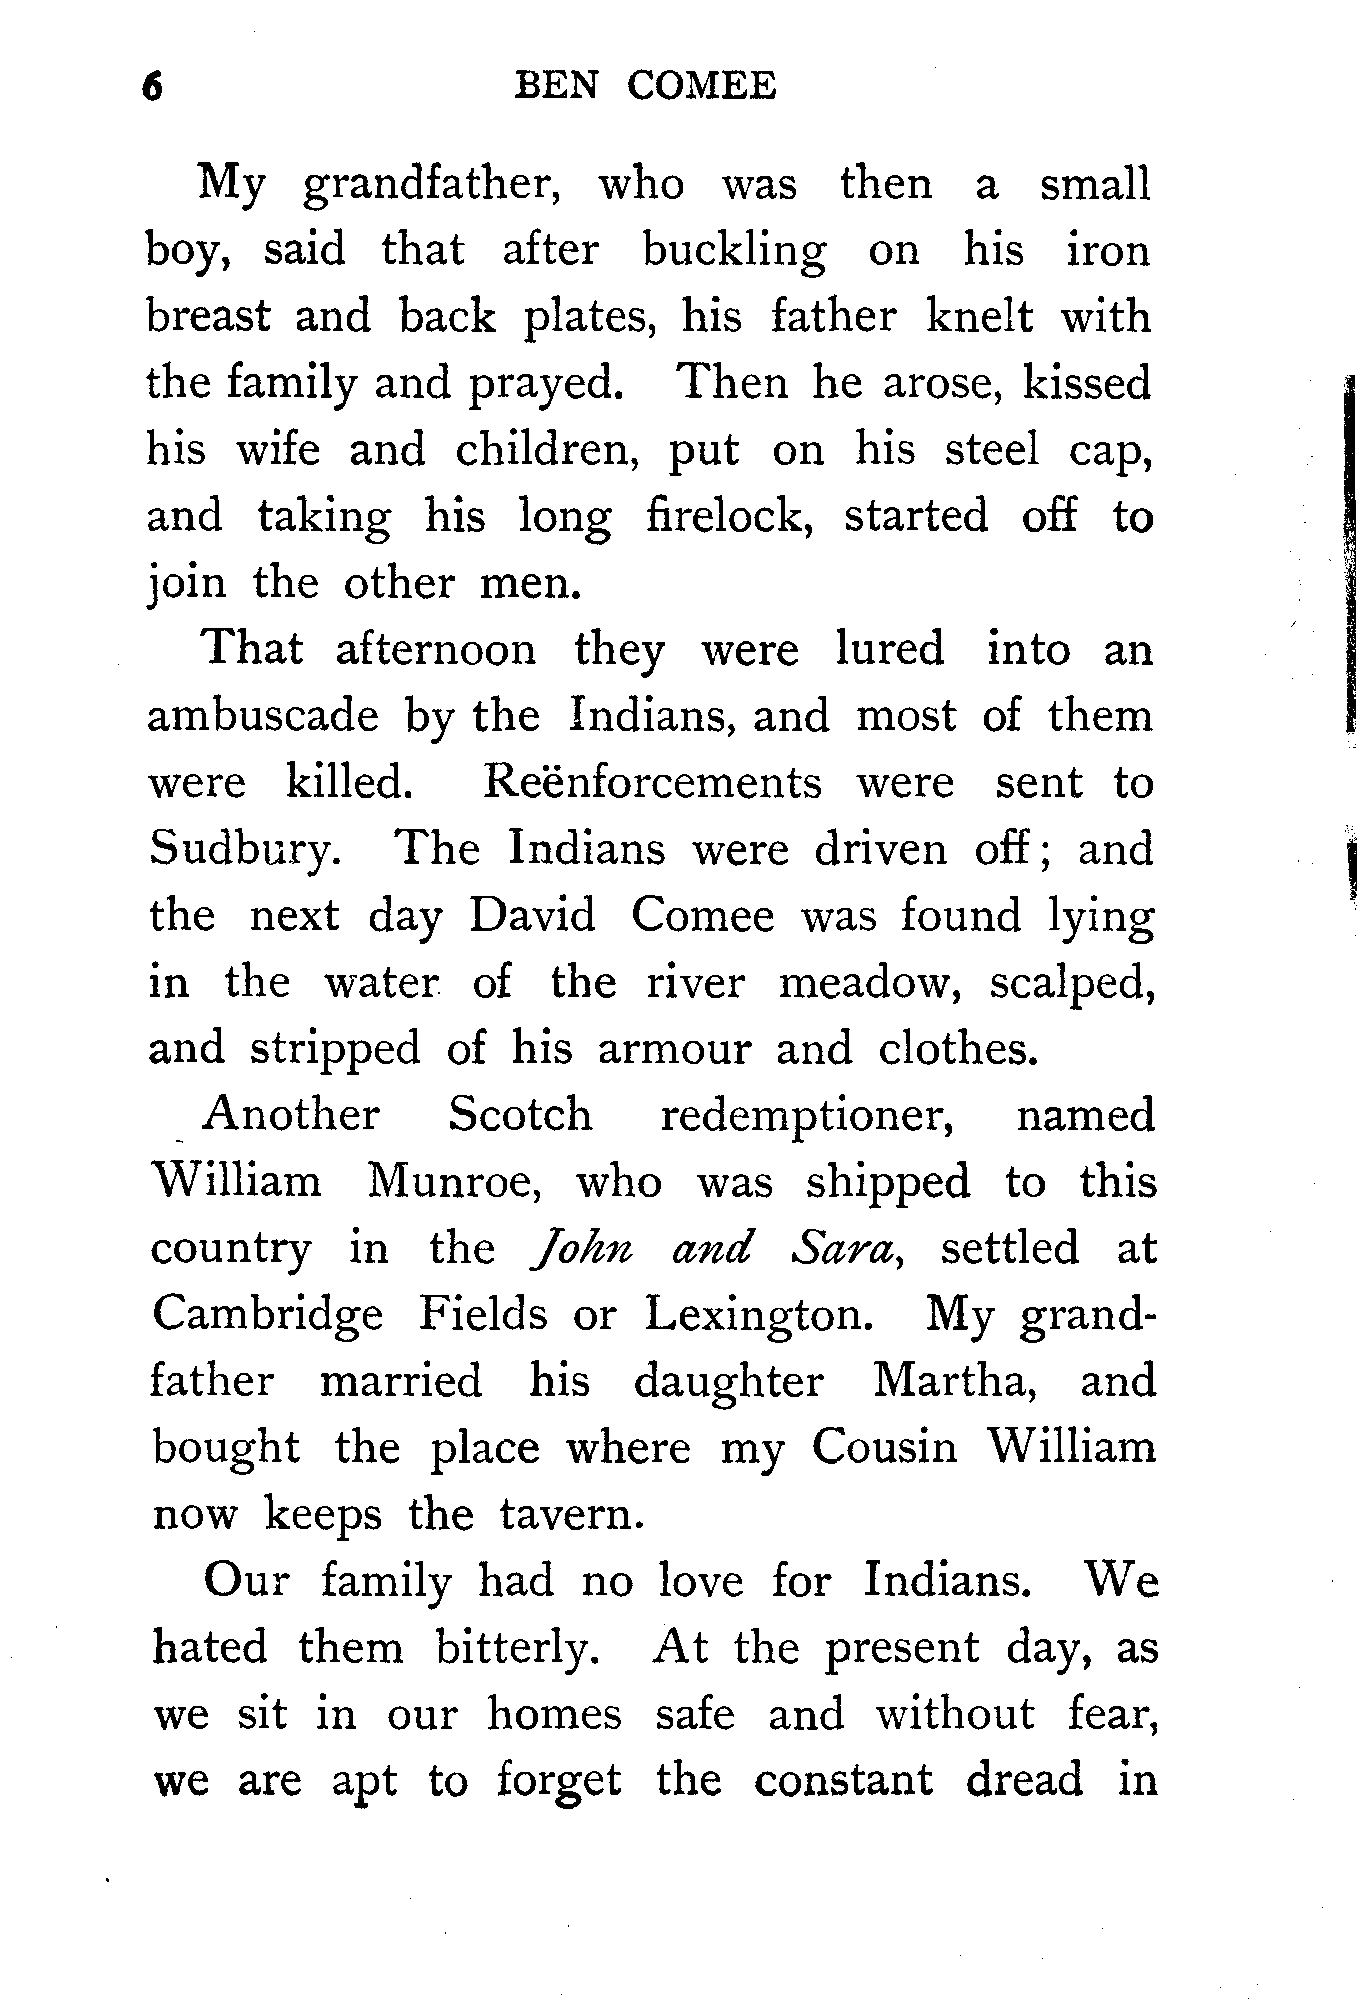 6 BEN COMEE
My grandfather, who was then a small
boy, said that after buckling on his iron
breast and back plates, his father knelt with
the family and prayed. Then he arose, kissed
his wife and children, put on his steel cap,
and taking his long firelock, started off to
join the other men.
That afternoon they were lured into an
ambuscade by the Indians, and most of them
were killed. Reënforcements were sent to
Sudbury. The Indians were driven off; and
the next day David Comee was found lying
in the water of the river meadow, scalped,
and stripped of his armour and clothes.
Another Scotch redemptioner, named
William Munroe, who was shipped to this
country in the John and Sara, settled at
Cambridge Fields or Lexington. My grand-
father married his daughter Martha, and
bought the place where my Cousin William
now keeps the tavern.
Our family had no love for Indians. We
hated them bitterly. At the present day, as
we sit in our homes safe and without fear,
we are apt to forget the constant dread in